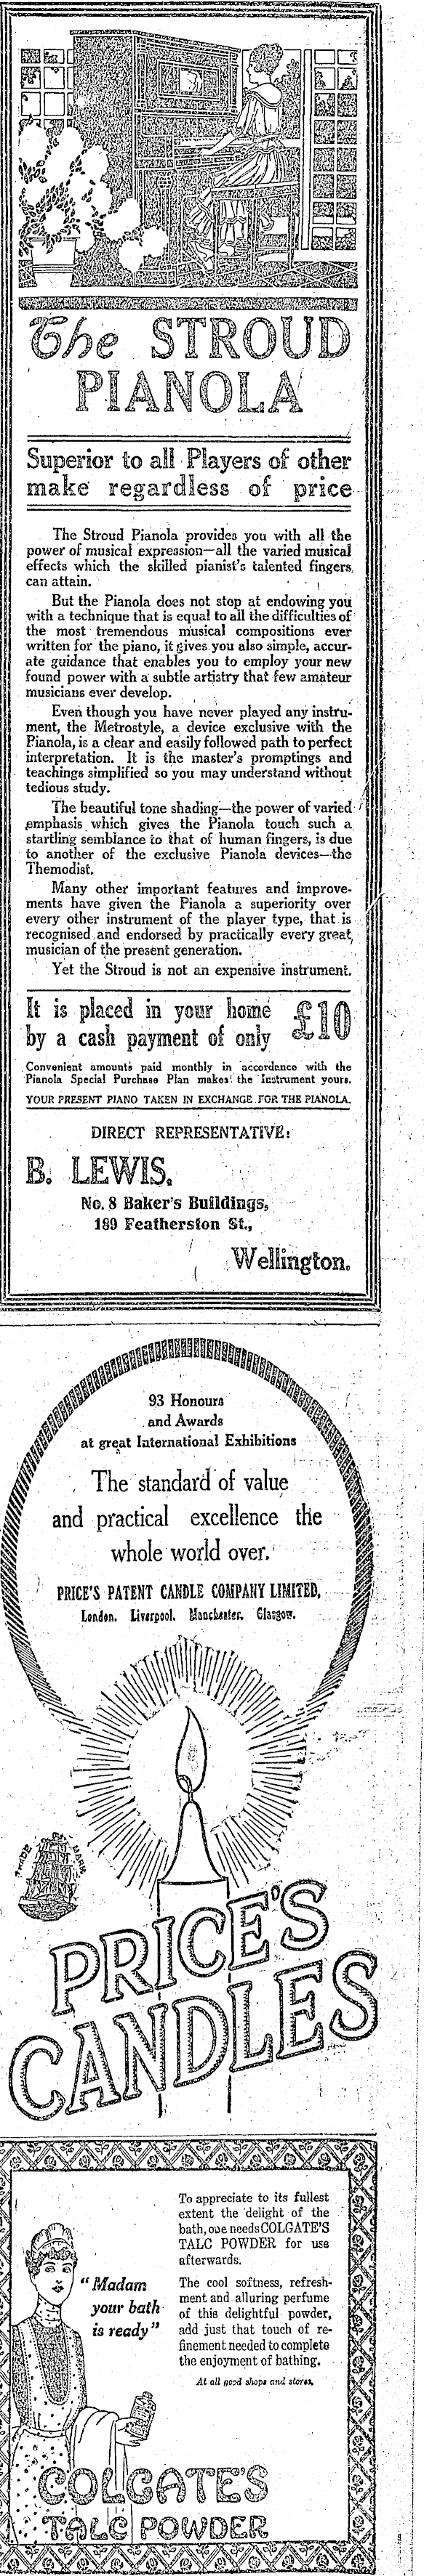 The STROUD
PIANOLA
Superior to all Players of other
make regardless of price
The Stroud Pianola provides you with all the
power of musical expression—all the varied musical
effects which the skilled pianist's talented fingers
can attain.
But the Pianola does not stop at endowing you
with a technique that is equal to all the difficulties of
the most tremendous musical compositions ever
written for the piano, it gives you also simple, accur-
ate guidance that enables you to employ your new
found power with a subtle artistry that few amateur
musicians ever develop.
Even though you have never played any instru-
ment, the Metrostyle, a device exclusive with the
Pianola, is a clear and easily followed path to perfect
interpretation. It is the master's promptings and
teachings simplified so you may understand without
tedious study.
The beautiful tone shading—the power of varied
emphasis which gives the Pianola touch such a
startling semblance to that of human fingers, is due
to another of the exclusive Pianola devices—the
Themodist.
Many other important features and improve-
ments have given the Pianola a superiority over
every other instrument of the player type, that is
recognised and endorsed by practically every great
musician of the present generation.
Yet the Stroud is not an expensive instrument.
It is placed in your home
by a cash payment of only £10
Convenient amounts paid monthly in accordance with the
Pianola Special Purchase Plan makes the Instrument yours.
YOUR PRESENT PIANO TAKEN IN EXCHANGE FOR THE PIANOLA.
DIRECT REPRESENTATIVE:
B. LEWIS,
No. 8 Baker's Buildings,
189 Featherston St.,
Wellington.
93 Honours
and Awards
at great International Exhibitions
The standard of value
and practical excellence the
whole world over.
PRICE'S PATENT CANDLE COMPANY LIMITED,
London. Liverpool. Manchester. Glasgow.
TRADE MARK
PRICE'S
CANDLES
To appreciate to its fullest
extent the delight of the
bath, one needs COLGATE'S
TALC POWDER for use
afterwards.
The cool softness, refresh-
ment and alluring perfume
of this delightful powder,
add just that touch of re-
finement needed to complete
the enjoyment of bathing.
At all good shops and stores.
"Madam
your bath
is ready"
COLGATE'S
TALC POWDER